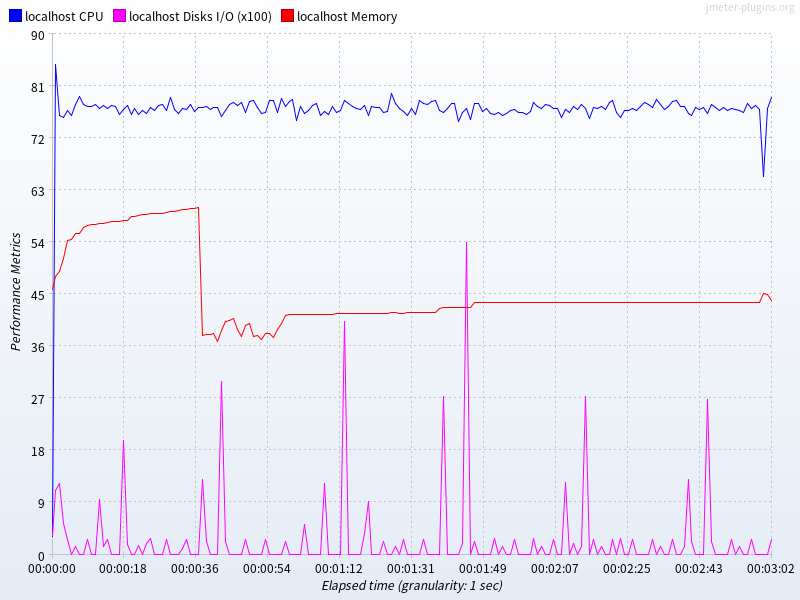 jmeter-plugins.org
localhost CPU localhost Disks I/O (x100) localhost Memory
90
81
72
63
54
45
36
27
18
9
0
Performance Metrics
00:00:00 00:00:18 00:00:36 00:00:54 00:01:12 00:01:31 00:01:49 00:02:07 00:02:25 00:02:43 00:03:02
Elapsed time (granularity: 1 sec)